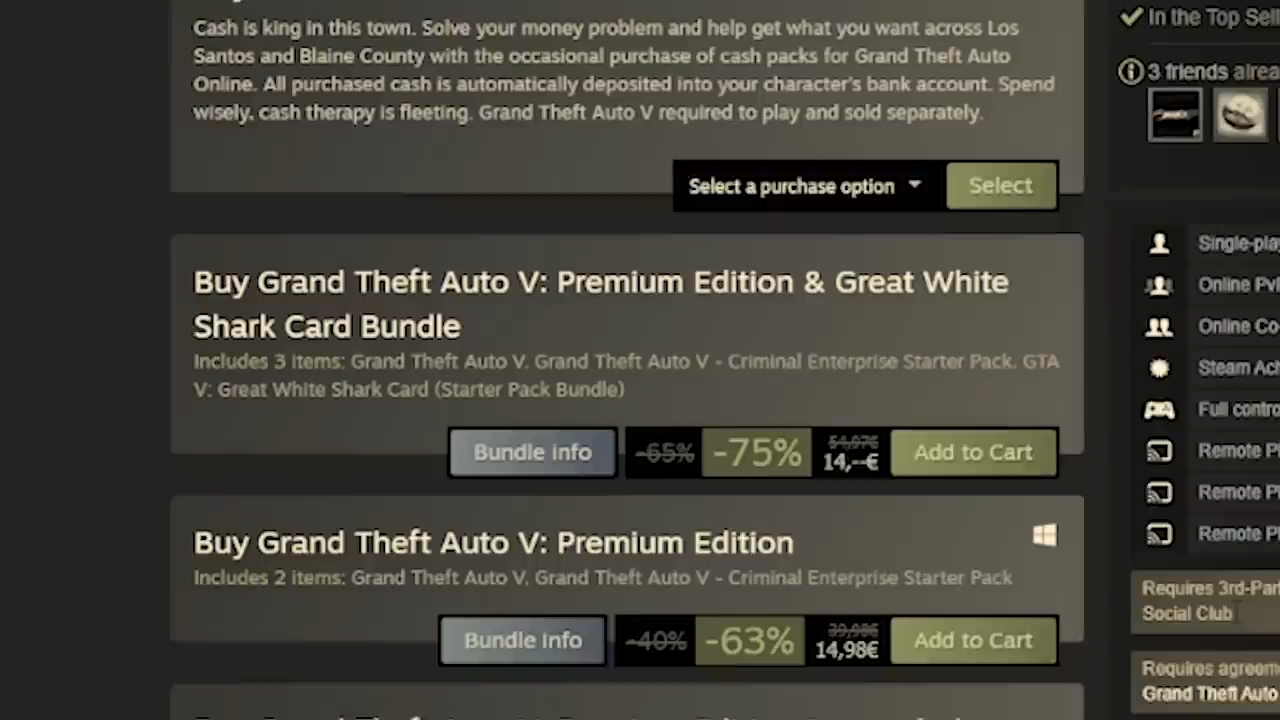 Cash is king in this town. Solve your money problem and help get what you want across Los
Santos and Blaine County with the occasional purchase of cash packs for Grand Theft Auto
Online. All purchased cash is automatically deposited into your character's bank account. Spend
wisely, cash therapy is fleeting. Grand Theft Auto V required to play and sold separately.
Select a purchase option
Select
Buy Grand Theft Auto V: Premium Edition & Great White
Shark Card Bundle
Includes 3 items: Grand Theft Auto V, Grand Theft Auto V - Criminal Enterprise Starter Pack, GTA
V: Great White Shark Card (Starter Pack Bundle)
Bundle info
-65%
-75%
54,97€
14,--€
Add to Cart
Buy Grand Theft Auto V: Premium Edition
Includes 2 items: Grand Theft Auto V, Grand Theft Auto V - Criminal Enterprise Starter Pack
Bundle info
-40%
-63%
39,98€
14,98€
Add to Cart
In the Top Sell
3 friends alrea
Single-pla
Online Pv
Online Co
Steam Ach
Full contro
Remote Pl
Remote Pl
Remote Pl
Requires 3rd-Par
Social Club
Requires agreem
Grand Theft Auto